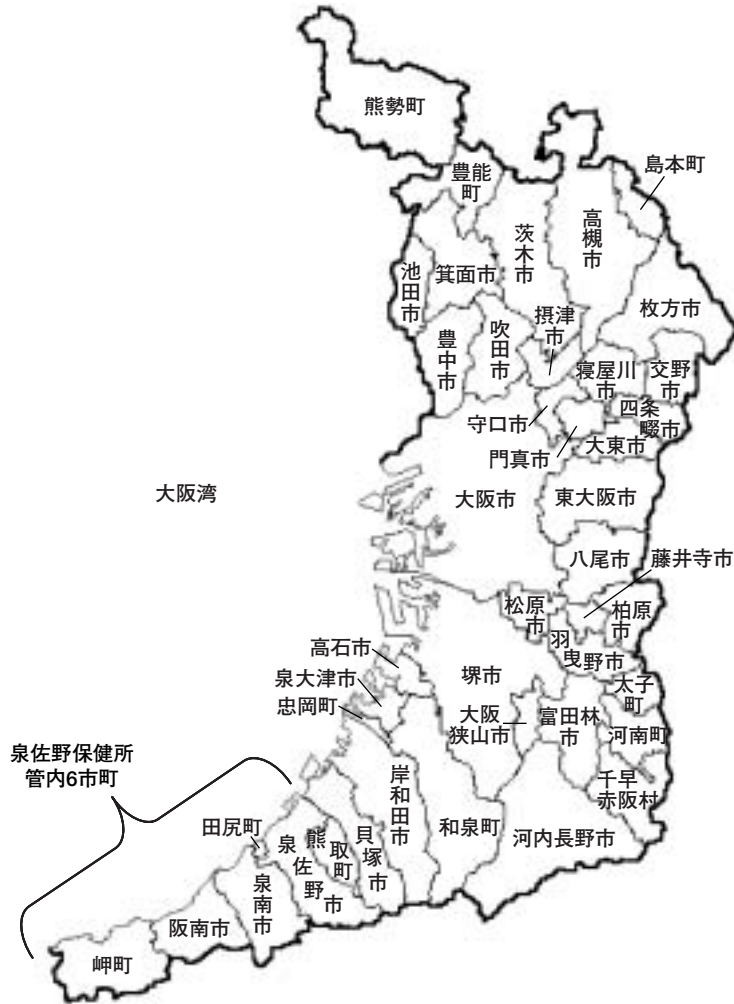 熊勢町
豊能
町
島本町
高槻市
茨木市
池田市
箕面市
枚方市
摂津
市
吹田市
豊中市
寝屋川
市
交野
市
四条
畷市
守口市
門真市
大東市
大阪湾
大阪市
東大阪市
八尾市
藤井寺市
松原
市
柏原
市
羽曳野市
高石市
泉大津市
忠岡町
堺市
太子
町
大阪
狭山市
富田林
市
河南町
泉佐野保健所
管内6市町
千早
赤阪村
岸和田市
和泉町
河内長野市
田尻町
泉佐野市
熊取町
貝塚市
泉南市
阪南市
岬町